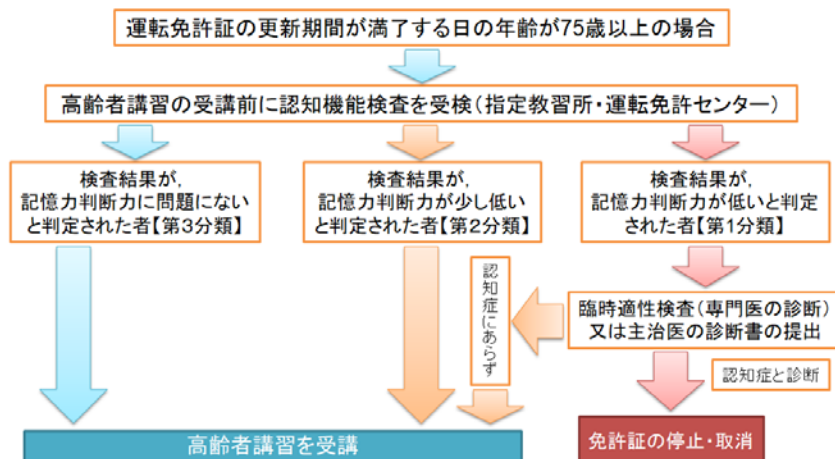 運転免許証の更新期間が満了する日の年齢が75歳以上の場合
高齢者講習の受講前に認知機能検査を受検(指定教習所・運転免許センター)
検査結果が,
記憶力判断力に問題にない
と判定された者【第3分類】
検査結果が,
記憶力判断力が少し低い
と判定された者【第2分類】
検査結果が,
記憶力判断力が低いと判定
された者【第1分類】
認知症にあらず
臨時適性検査(専門医の診断)
又は主治医の診断書の提出
認知症と診断
高齢者講習を受講
免許証の停止・取消